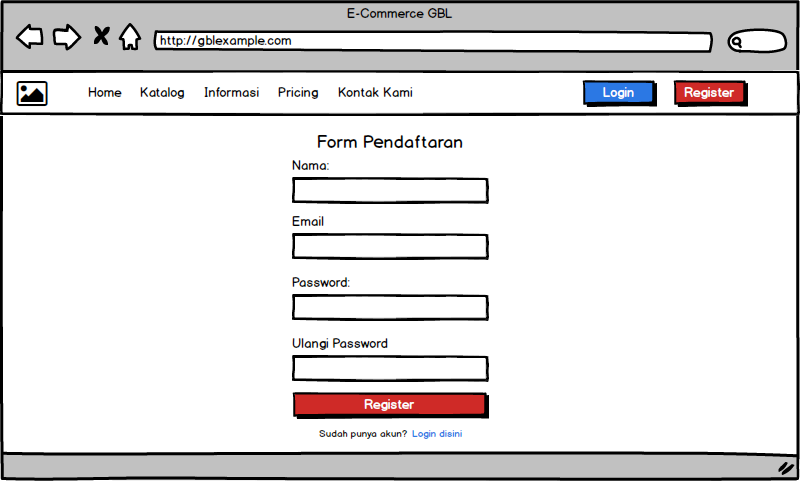 E-Commerce GBL
http://gblexample.com
Home Katalog Informasi Pricing Kontak Kami Login Register
Form Pendaftaran
Nama:
Email
Password:
Ulangi Password
Register
Sudah punya akun? Login disini